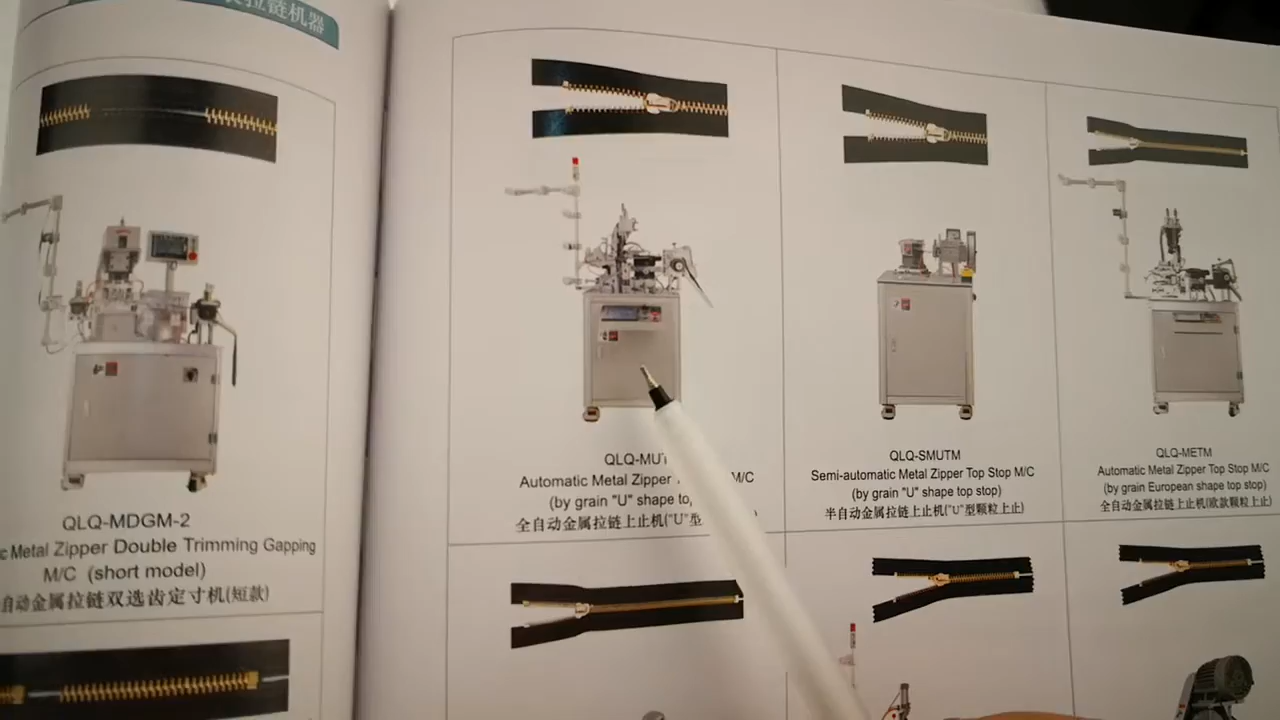 拉链机器
QLQ-MDGM-2
Metal Zipper Double Trimming Gapping
M/C (short model)
自动金属拉链双选齿定寸机(短款)
Automatic Metal Zipper M/C
(by grain "U" shape
全自动金属拉链上止机("U"型
QLQ-SMUTM
Semi-automatic Metal Zipper Top Stop M/C
(by grain "U" shape top stop)
半自动金属拉链上止机("U"型颗粒上止)
QLQ-METM
Automatic Metal Zipper Top Stop M/C
(by grain European shape top stop)
全自动金属拉链上止机(欧款颗粒上止)